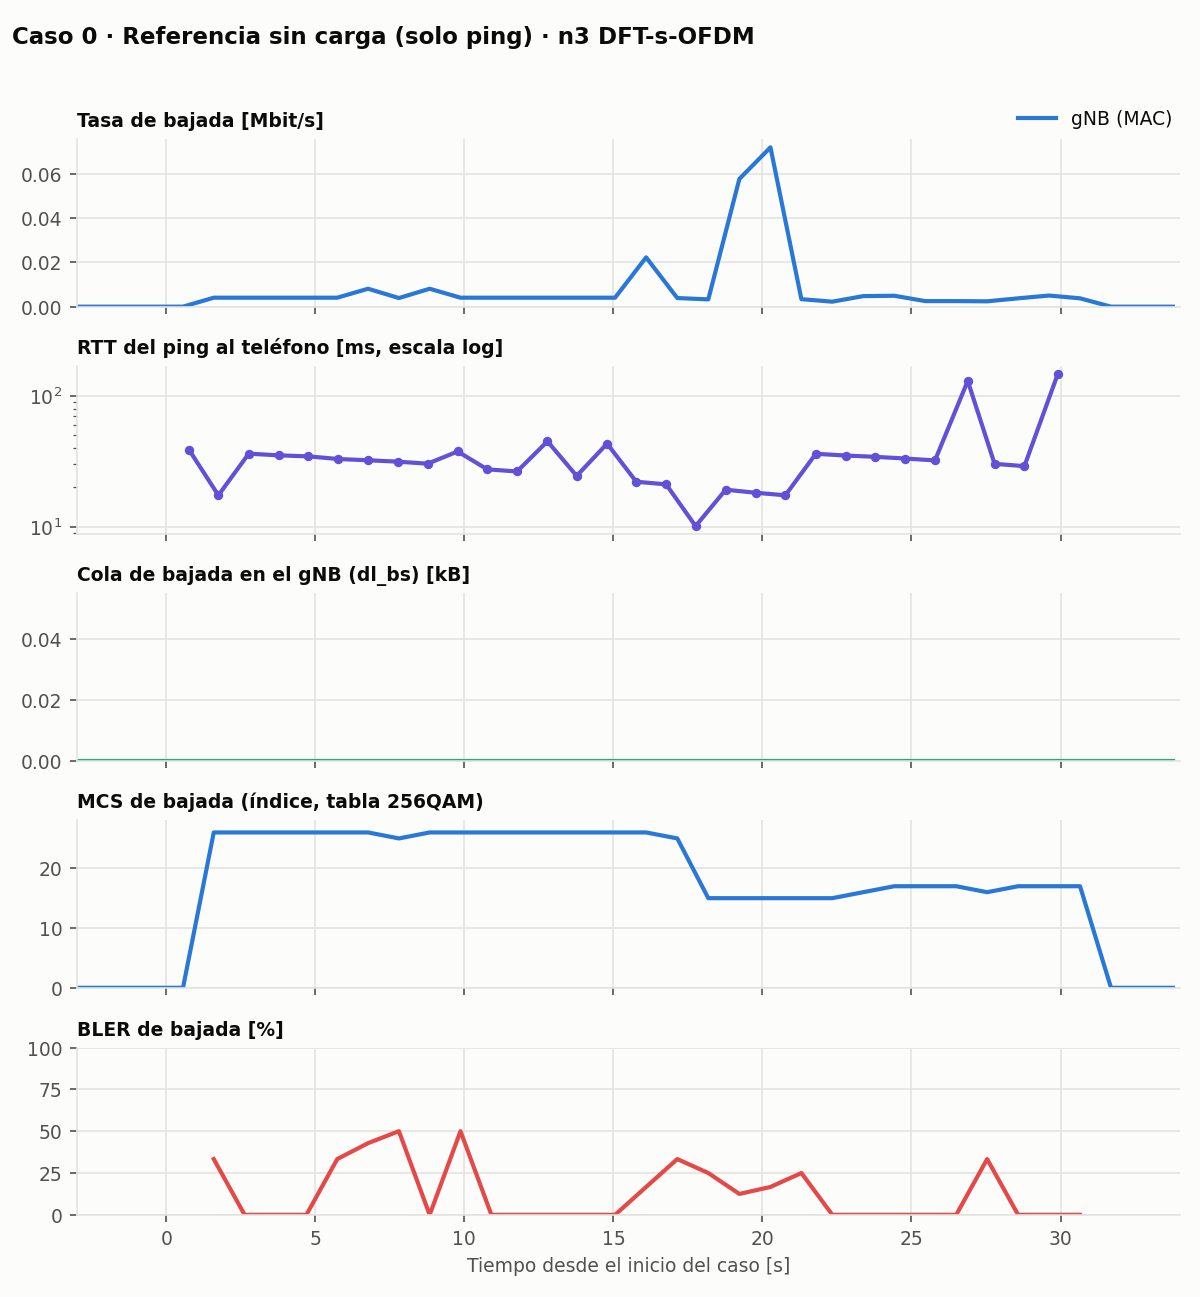 Caso 0 · Referencia sin carga (solo ping) · n3 DFT-s-OFDM
Tasa de bajada [Mbit/s]
gNB (MAC)
0.06
0.04
0.02
0.00
RTT del ping al teléfono [ms, escala log]
10²
10¹
Cola de bajada en el gNB (dl_bs) [kB]
0.04
0.02
0.00
MCS de bajada (índice, tabla 256QAM)
20
10
0
BLER de bajada [%]
100
75
50
25
0
0 5 10 15 20 25 30
Tiempo desde el inicio del caso [s]